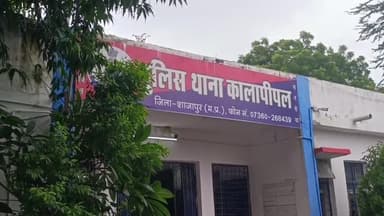 पुलिस थाना कालापीपल
जिला-शाजापुर (म.प्र.), फोन नं. 07360-266439